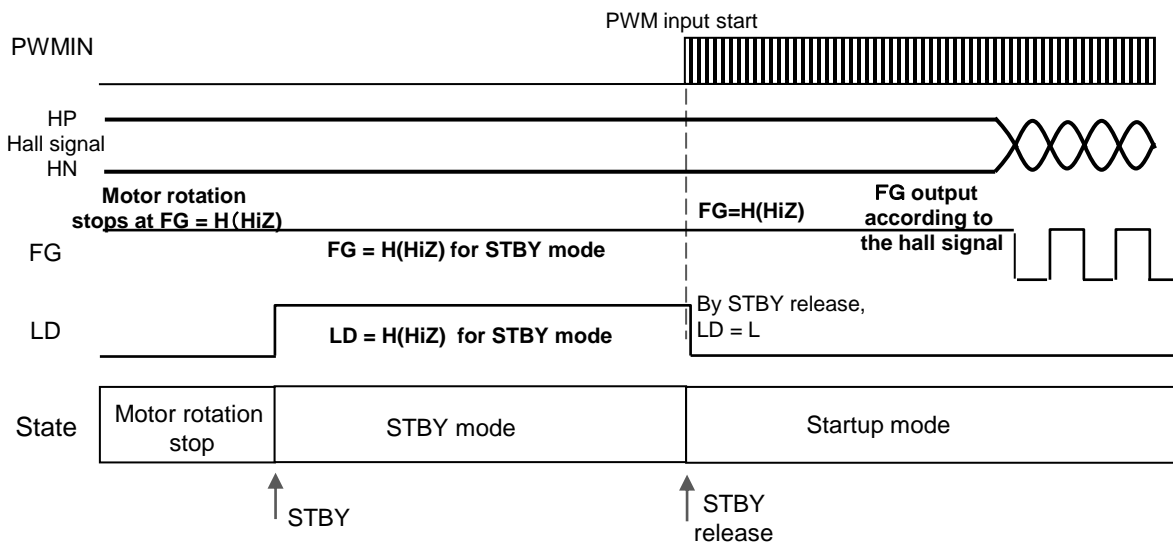 PWM input start
PWMIN
HP
Hall signal
HN
Motor rotation
stops at FG = H(HiZ)
FG=H(HiZ)
FG output
according to
the hall signal
FG
FG = H(HiZ) for STBY mode
LD
LD = H(HiZ) for STBY mode
By STBY release,
LD = L
State
Motor rotation
stop
STBY mode
Startup mode
STBY
STBY
release